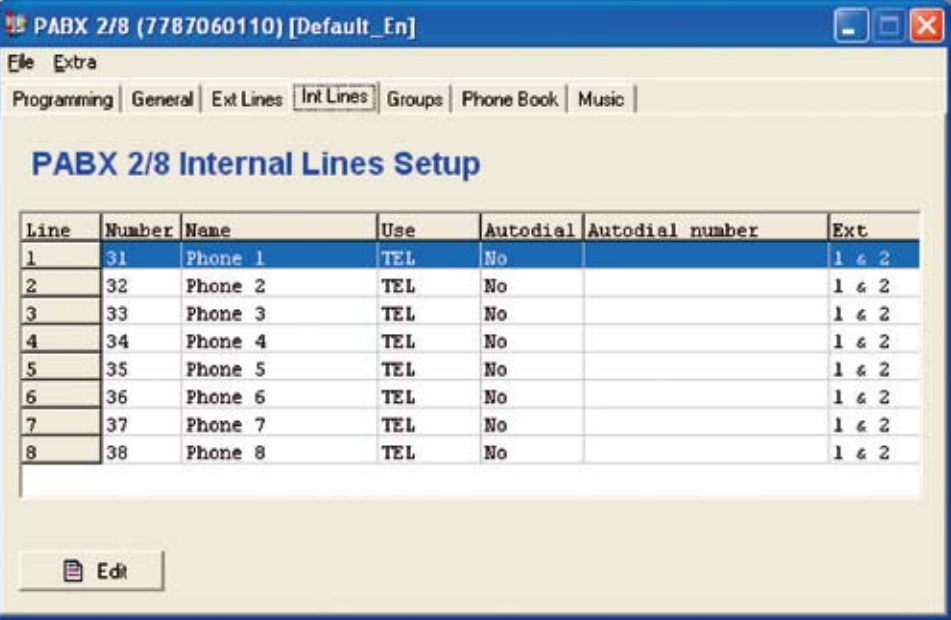 PABX 2/8 (7787060110) [Default_En]
File Extra
Programming General Ext Lines Int Lines Groups Phone Book Music
PABX 2/8 Internal Lines Setup
Line Number Name Use Autodial Autodial number Ext
1 31 Phone 1 TEL No 1 & 2
2 32 Phone 2 TEL No 1 & 2
3 33 Phone 3 TEL No 1 & 2
4 34 Phone 4 TEL No 1 & 2
5 35 Phone 5 TEL No 1 & 2
6 36 Phone 6 TEL No 1 & 2
7 37 Phone 7 TEL No 1 & 2
8 38 Phone 8 TEL No 1 & 2
Edit